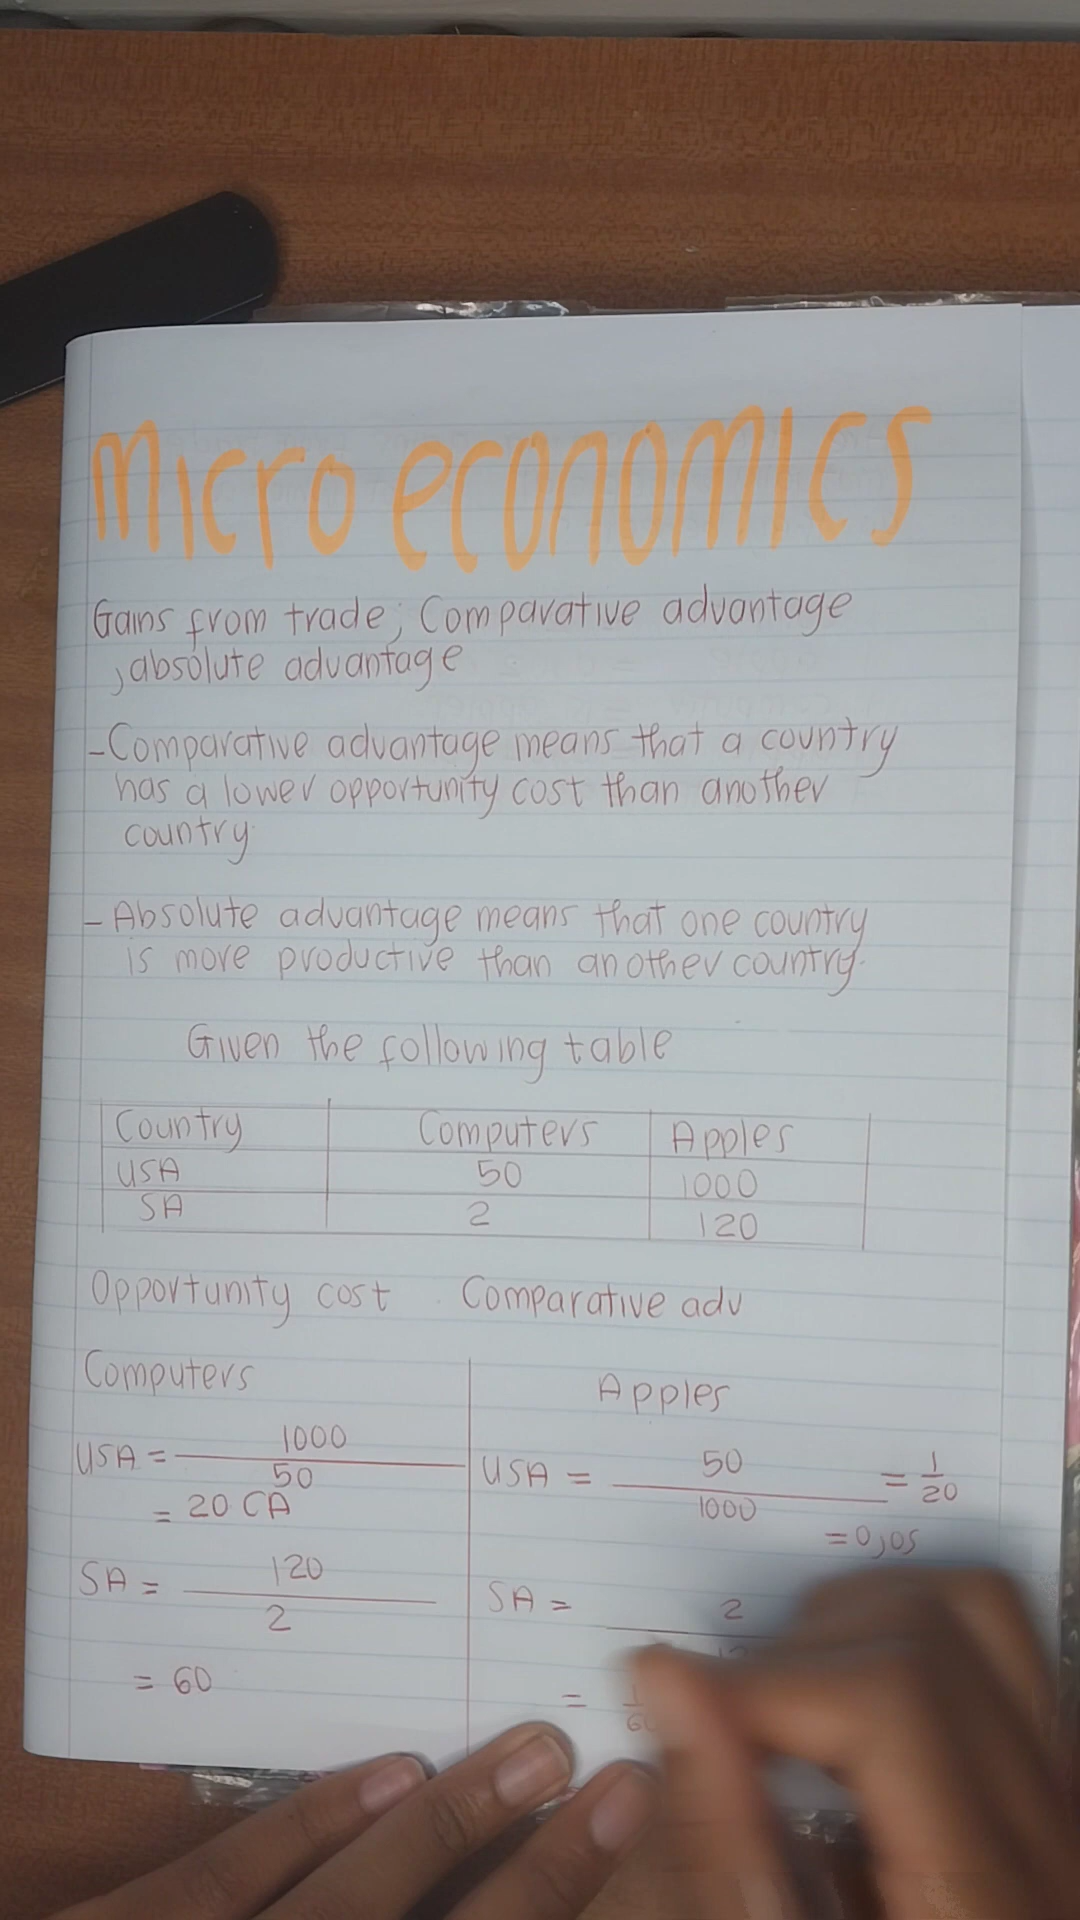 Micro economics
Gains from trade; Comparative advantage
, absolute advantage
- Comparative advantage means that a country
has a lower opportunity cost than another
country.
- Absolute advantage means that one country
is more productive than another country.
Given the following table
Country Computers Apples
USA 50 1000
SA 2 120
Opportunity cost Comparative adv
Computers
USA = 1000
50
= 20 CA
SA = 120
2
= 60
Apples
USA = 50 = 1
1000 20
= 0,05
SA = 2
= 1